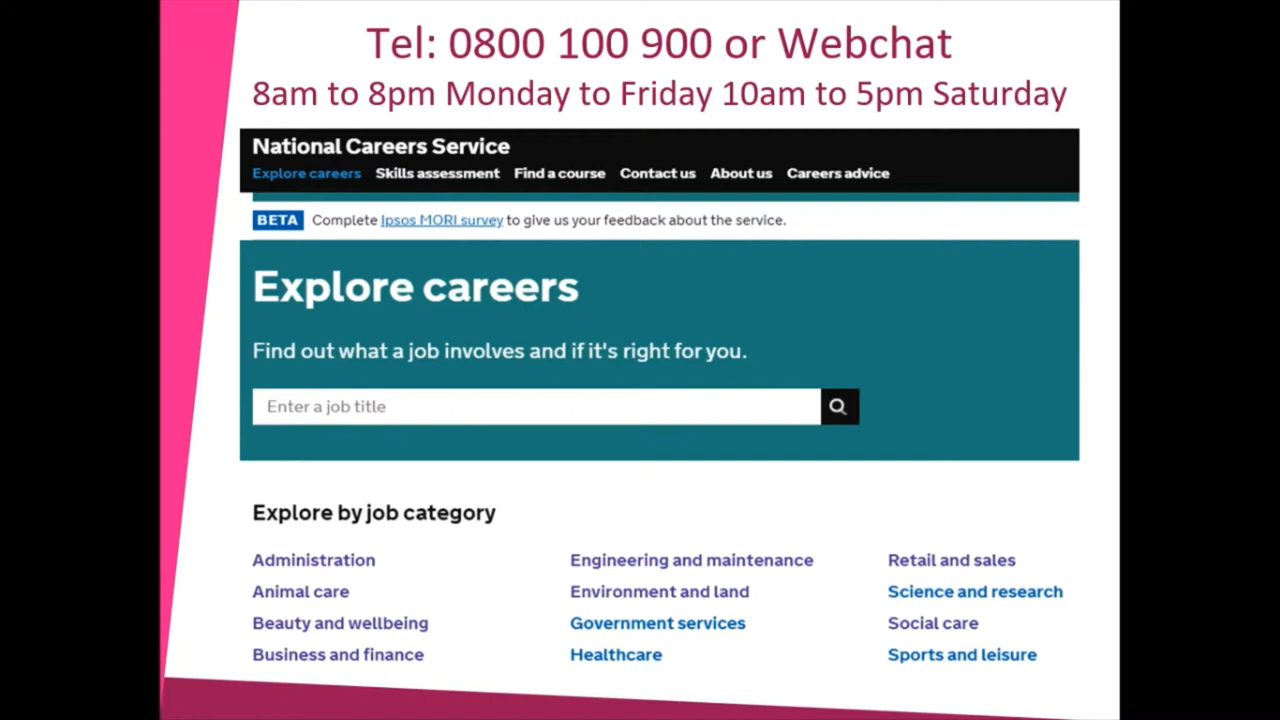 Tel: 0800 100 900 or Webchat
8am to 8pm Monday to Friday 10am to 5pm Saturday
National Careers Service
Explore careers Skills assessment Find a course Contact us About us Careers advice
BETA Complete Ipsos MORI survey to give us your feedback about the service.
Explore careers
Find out what a job involves and if it's right for you.
Enter a job title
Explore by job category
Administration Engineering and maintenance Retail and sales
Animal care Environment and land Science and research
Beauty and wellbeing Government services Social care
Business and finance Healthcare Sports and leisure